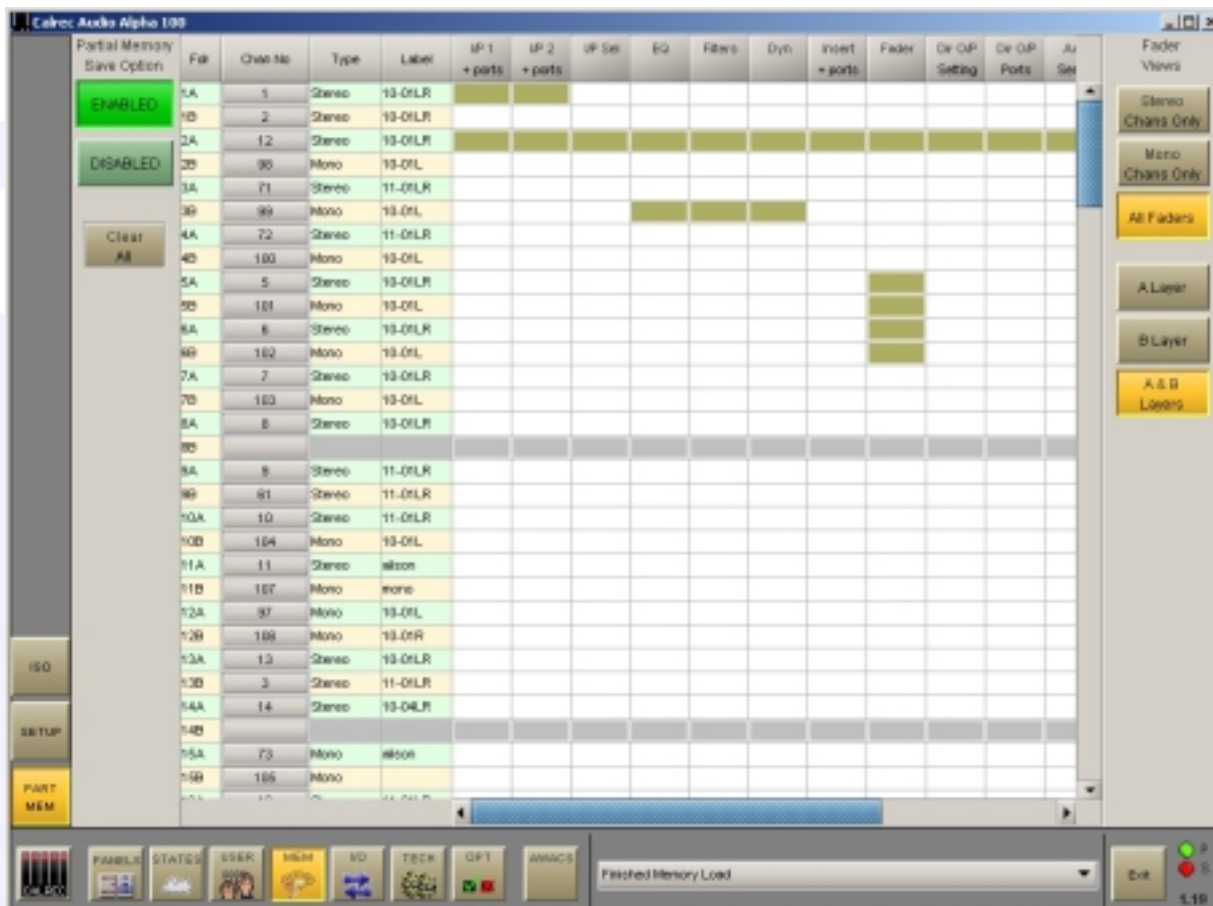 Calrec Audio Alpha 100
Partial Memory
Save Option
ENABLED
DISABLED
Clear
All
Fdr Chan No Type Label I/P 1 + ports I/P 2 + ports I/P Sel EQ Filters Dyn Insert + ports Fader Dir O/P Setting Dir O/P Ports
1A 1 Stereo 10-01LR
1B 2 Stereo 10-01LR
2A 12 Stereo 10-01LR
2B 98 Mono 10-01L
3A 71 Stereo 11-01LR
3B 99 Mono 10-01L
4A 72 Stereo 11-01LR
4B 100 Mono 10-01L
5A 5 Stereo 10-01LR
5B 101 Mono 10-01L
6A 6 Stereo 10-01LR
6B 102 Mono 10-01L
7A 7 Stereo 10-01LR
7B 103 Mono 10-01L
8A 8 Stereo 10-01LR
8B
9A 9 Stereo 11-01LR
9B 61 Stereo 11-01LR
10A 10 Stereo 11-01LR
10B 104 Mono 10-01L
11A 11 Stereo
11B 107 Mono mono
12A 97 Mono 10-01L
12B 108 Mono 10-01R
13A 13 Stereo 10-01LR
13B 3 Stereo 11-01LR
14A 14 Stereo 10-04LR
14B
15A 73 Mono
15B 105 Mono
Fader
Views
Stereo
Chans Only
Mono
Chans Only
All Faders
A Layer
B Layer
A & B
Layers
ISO
SETUP
PART
MEM
CALREC
PANELS STATES USER MEM I/O TECH OPT AWACS
Finished Memory Load
Exit
P
S
1.19